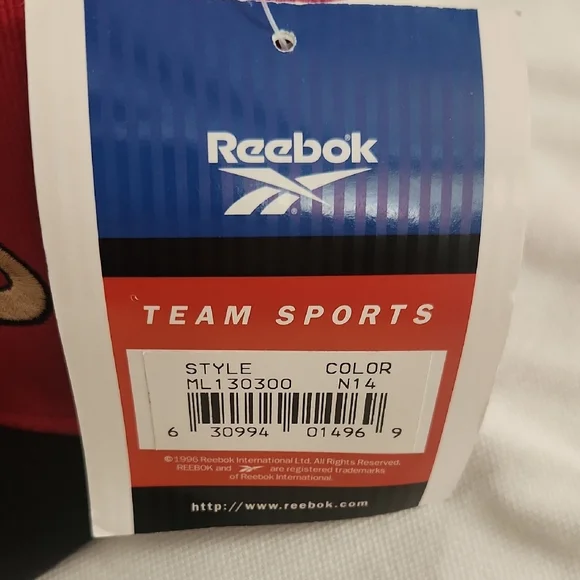 Reebok
®
TEAM SPORTS
STYLE COLOR
ML130300 N14
6 30994 01496 9
©1996 Reebok International Ltd. All Rights Reserved.
REEBOK and are registered trademarks
of Reebok International.
http://www.reebok.com